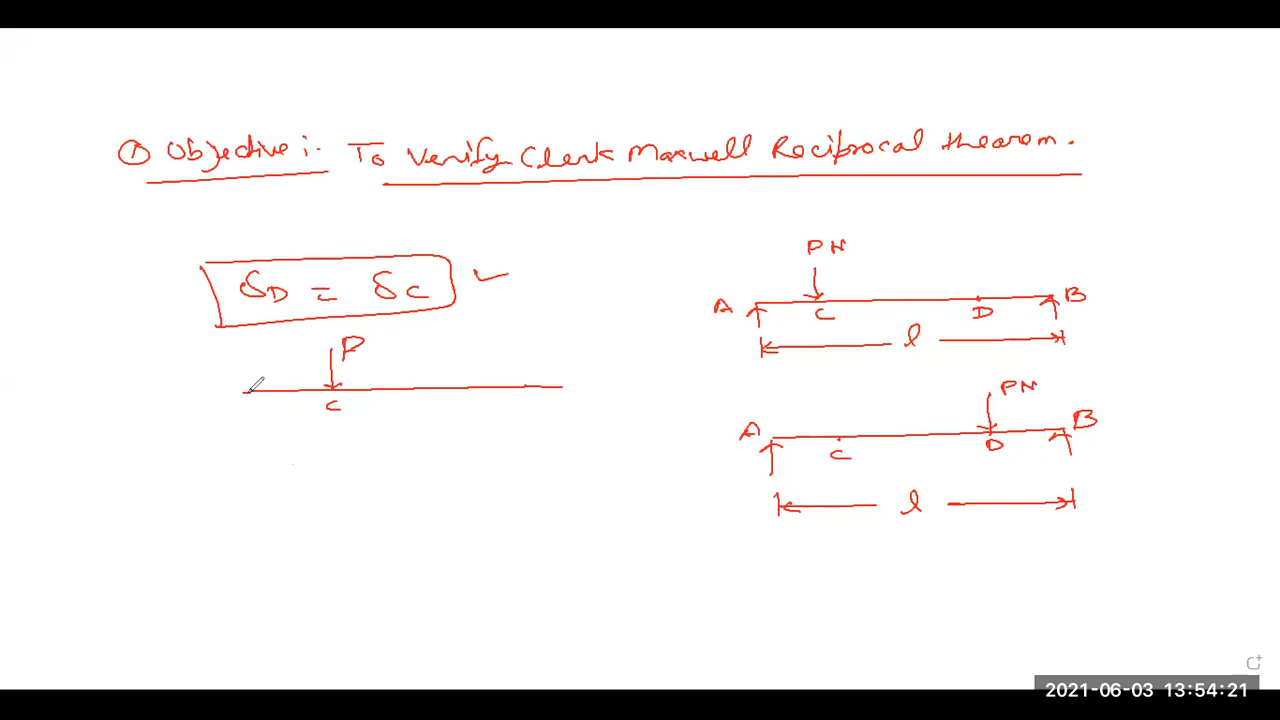 ① Objective :- To Verify Clerk Maxwell Reciprocal theorem.
δD = δC ✓
P
C
PN
A C D B
l
PN
A C D B
l
2021-06-03 13:54:21